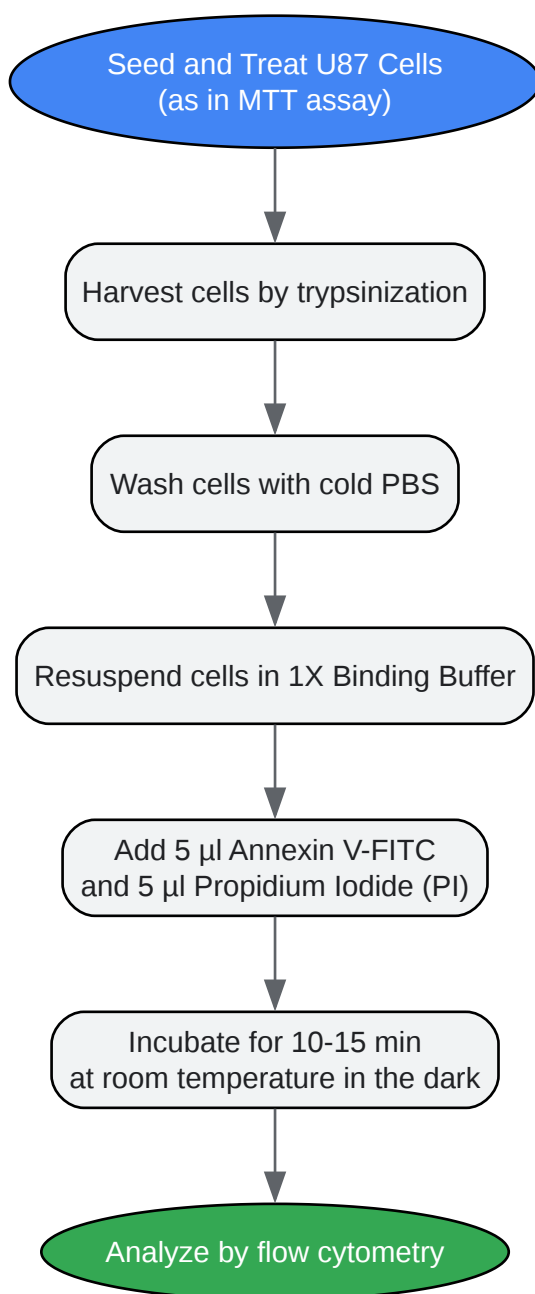 Seed and Treat U87 Cells
(as in MTT assay)
Harvest cells by trypsinization
Wash cells with cold PBS
Resuspend cells in 1X Binding Buffer
Add 5 µl Annexin V-FITC
and 5 µl Propidium Iodide (PI)
Incubate for 10-15 min
at room temperature in the dark
Analyze by flow cytometry